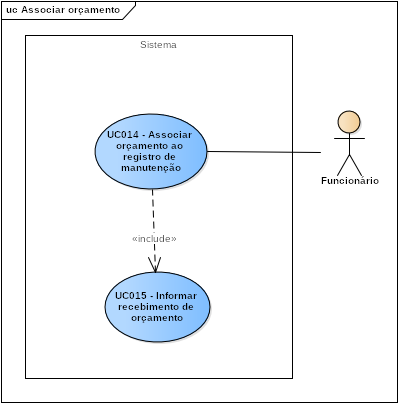 uc Associar orçamento
Sistema
UC014 - Associar
orçamento ao
registro de
manutenção
Funcionário
«include»
UC015 - Informar
recebimento de
orçamento